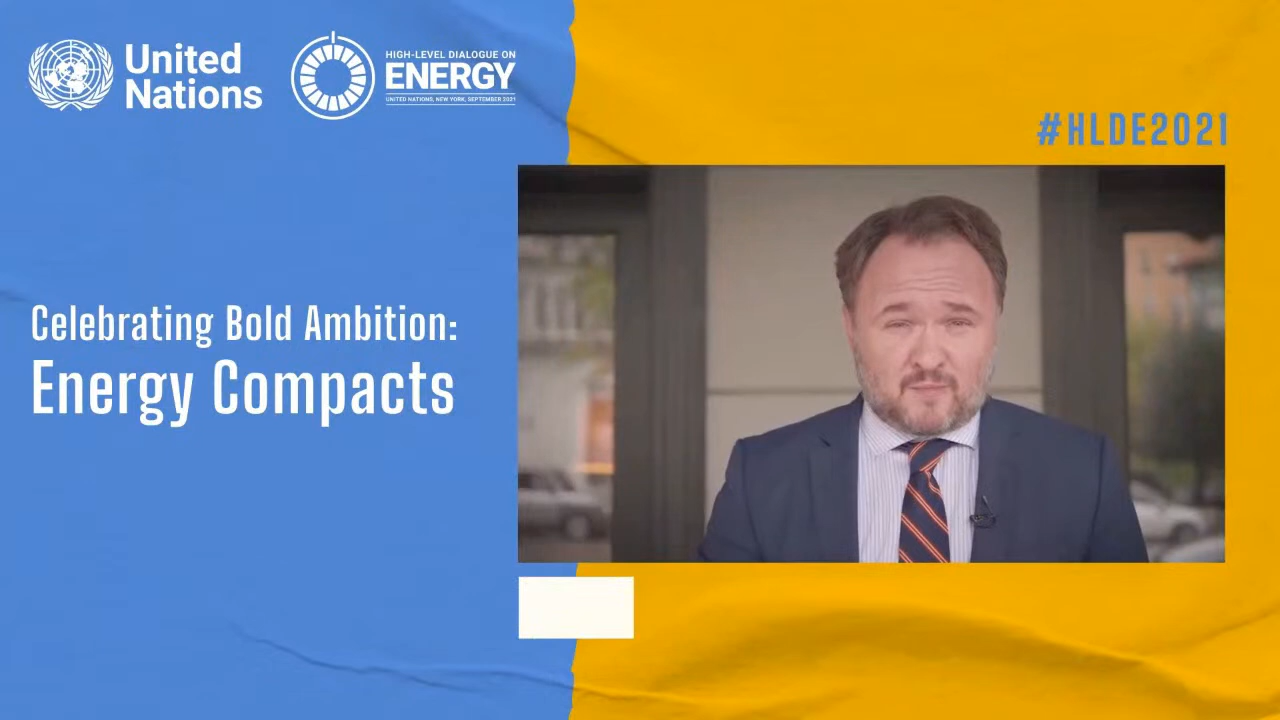 United
Nations
HIGH-LEVEL DIALOGUE ON
ENERGY
UNITED NATIONS, NEW YORK, SEPTEMBER 2021
#HLDE2021
Celebrating Bold Ambition:
Energy Compacts